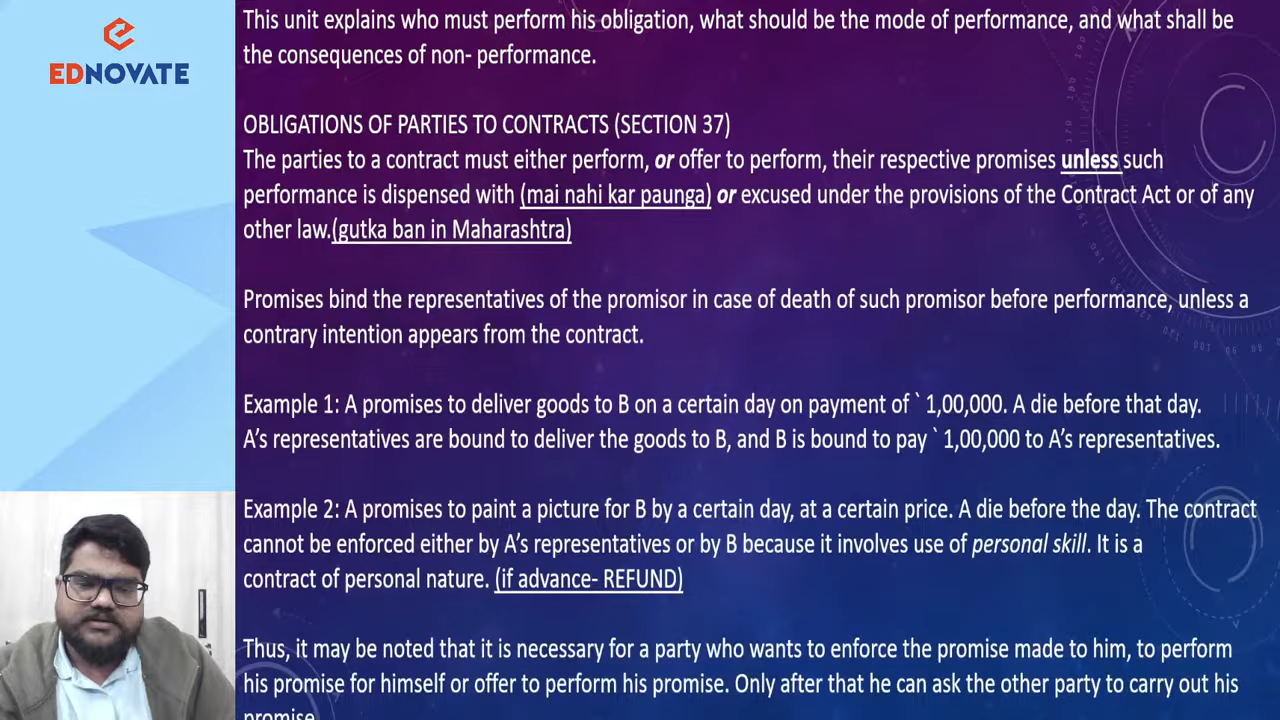 EDNOVATE
This unit explains who must perform his obligation, what should be the mode of performance, and what shall be
the consequences of non- performance.
OBLIGATIONS OF PARTIES TO CONTRACTS (SECTION 37)
The parties to a contract must either perform, or offer to perform, their respective promises unless such
performance is dispensed with (mai nahi kar paunga) or excused under the provisions of the Contract Act or of any
other law.(gutka ban in Maharashtra)
Promises bind the representatives of the promisor in case of death of such promisor before performance, unless a
contrary intention appears from the contract.
Example 1: A promises to deliver goods to B on a certain day on payment of ` 1,00,000. A die before that day.
A’s representatives are bound to deliver the goods to B, and B is bound to pay ` 1,00,000 to A’s representatives.
Example 2: A promises to paint a picture for B by a certain day, at a certain price. A die before the day. The contract
cannot be enforced either by A’s representatives or by B because it involves use of personal skill. It is a
contract of personal nature. (if advance- REFUND)
Thus, it may be noted that it is necessary for a party who wants to enforce the promise made to him, to perform
his promise for himself or offer to perform his promise. Only after that he can ask the other party to carry out his
promise